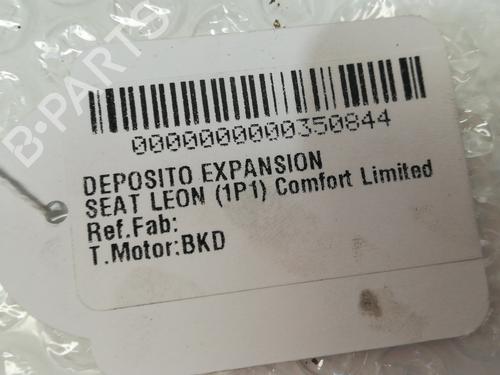 B-PARTS
0000000000350844
DEPOSITO EXPANSION
SEAT LEON (1P1) Comfort Limited
Ref.Fab:
T.Motor:BKD